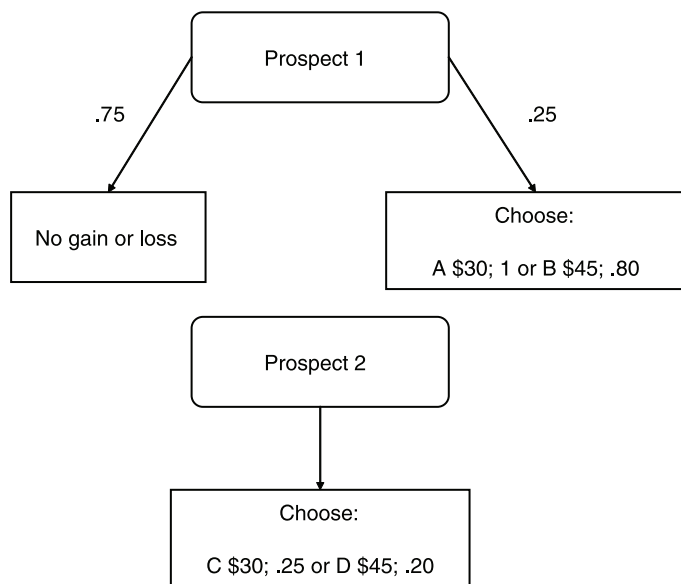 Prospect 1
.75
.25
No gain or loss
Choose:
A $30; 1 or B $45; .80
Prospect 2
Choose:
C $30; .25 or D $45; .20